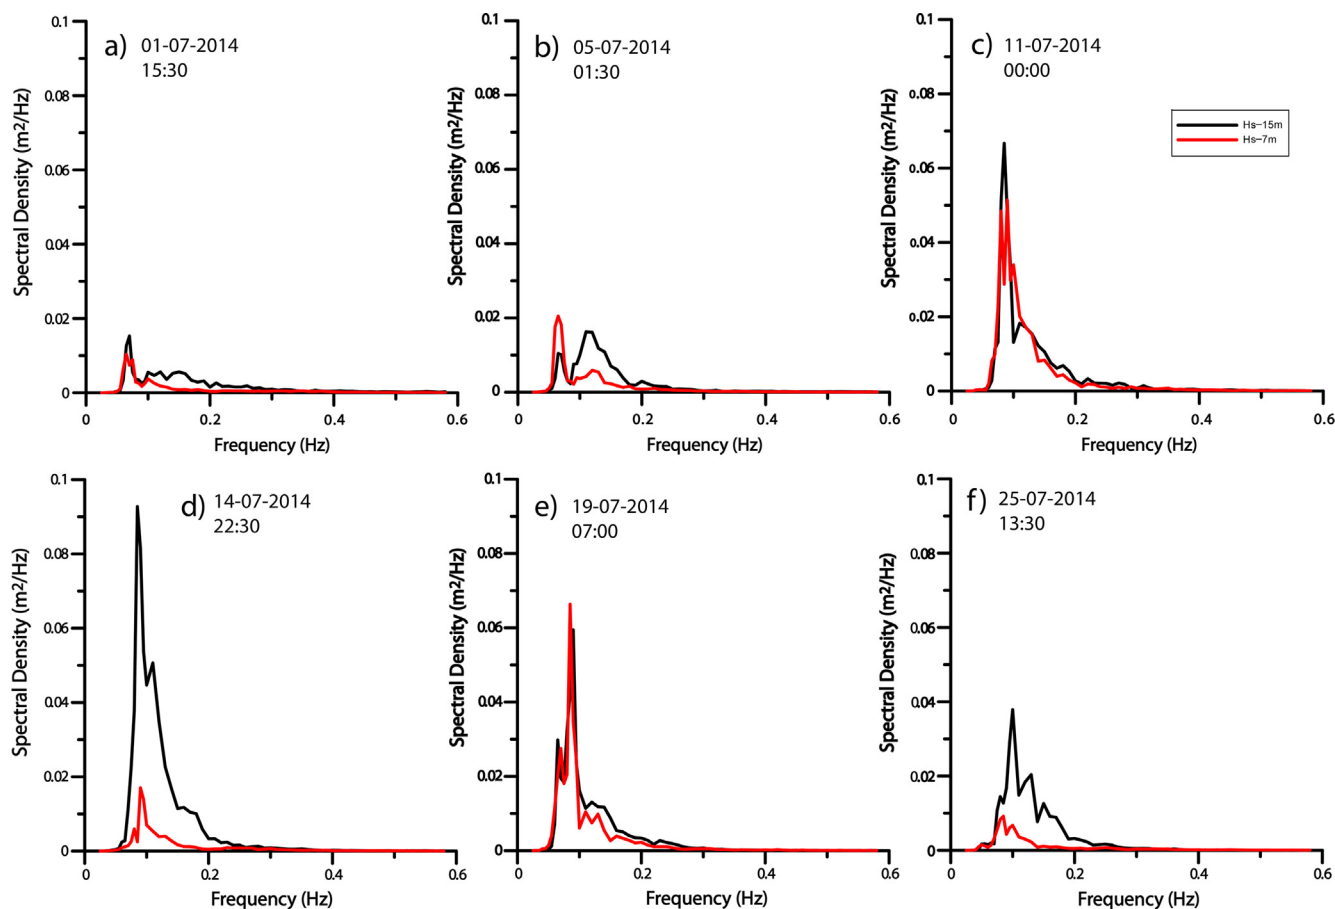 a) 01-07-2014
15:30
Spectral Density (m2/Hz)
0.1
0.08
0.06
0.04
0.02
0
0 0.2 0.4 0.6
Frequency (Hz)
b) 05-07-2014
01:30
Spectral Density (m2/Hz)
0.1
0.08
0.06
0.04
0.02
0
0 0.2 0.4 0.6
Frequency (Hz)
c) 11-07-2014
00:00
Hs–15m
Hs–7m
Spectral Density (m2/Hz)
0.1
0.08
0.06
0.04
0.02
0
0 0.2 0.4 0.6
Frequency (Hz)
d) 14-07-2014
22:30
Spectral Density (m2/Hz)
0.1
0.08
0.06
0.04
0.02
0
0 0.2 0.4 0.6
Frequency (Hz)
e) 19-07-2014
07:00
Spectral Density (m2/Hz)
0.1
0.08
0.06
0.04
0.02
0
0 0.2 0.4 0.6
Frequency (Hz)
f) 25-07-2014
13:30
Spectral Density (m2/Hz)
0.1
0.08
0.06
0.04
0.02
0
0 0.2 0.4 0.6
Frequency (Hz)